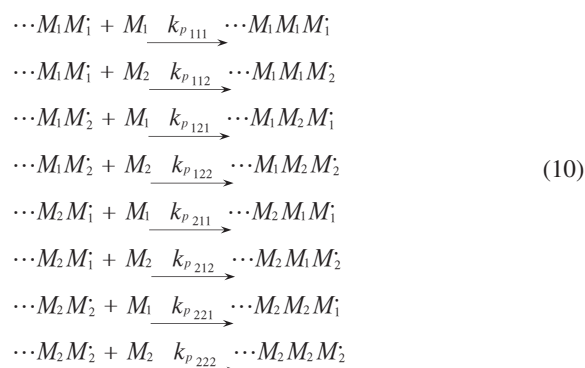 ···M₁M₁· + M₁ →(k_p₁₁₁) ···M₁M₁M₁·
···M₁M₁· + M₂ →(k_p₁₁₂) ···M₁M₁M₂·
···M₁M₂· + M₁ →(k_p₁₂₁) ···M₁M₂M₁·
···M₁M₂· + M₂ →(k_p₁₂₂) ···M₁M₂M₂·
(10)
···M₂M₁· + M₁ →(k_p₂₁₁) ···M₂M₁M₁·
···M₂M₁· + M₂ →(k_p₂₁₂) ···M₂M₁M₂·
···M₂M₂· + M₁ →(k_p₂₂₁) ···M₂M₂M₁·
···M₂M₂· + M₂ →(k_p₂₂₂) ···M₂M₂M₂·